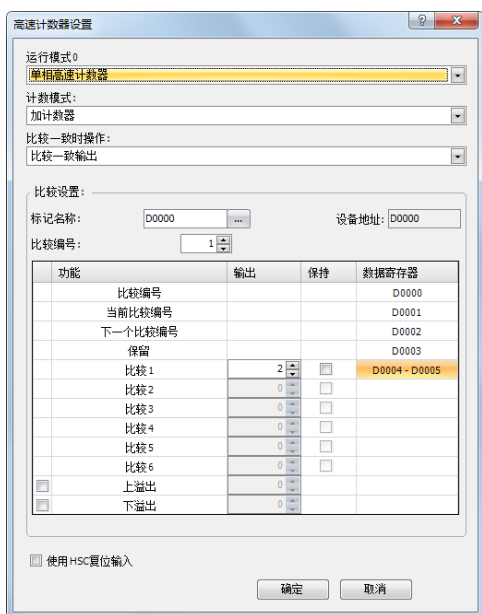 高速计数器设置
运行模式0
单相高速计数器
计数模式:
加计数器
比较一致时操作:
比较一致输出
比较设置:
标记名称: D0000 ... 设备地址: D0000
比较编号: 1
功能 输出 保持 数据寄存器
比较编号 D0000
当前比较编号 D0001
下一个比较编号 D0002
保留 D0003
比较1 2 D0004 - D0005
比较2 0
比较3 0
比较4 0
比较5 0
比较6 0
上溢出 0
下溢出 0
使用HSC复位输入
确定 取消